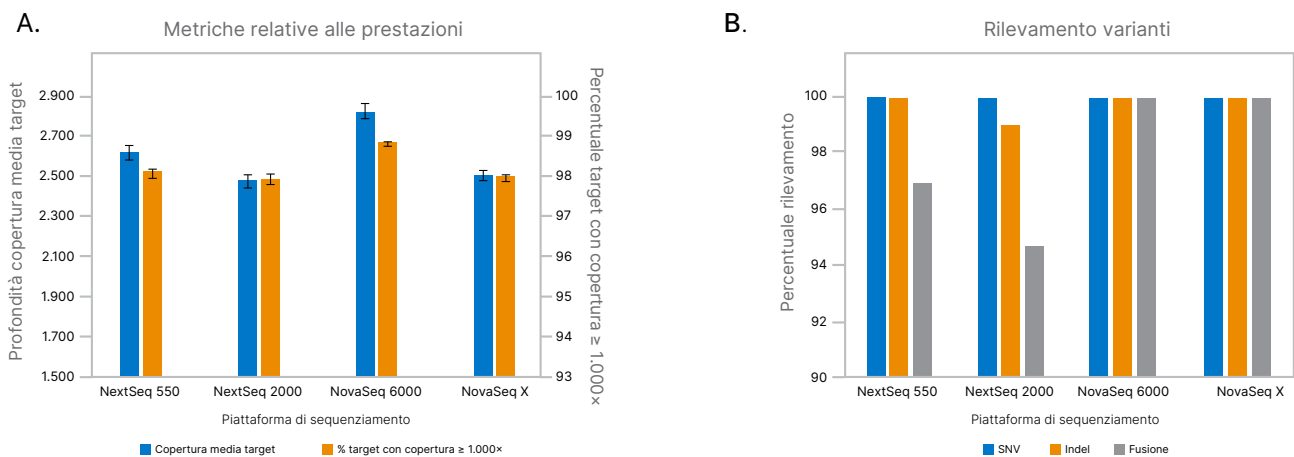 A.
Metriche relative alle prestazioni
Profondità copertura media target
2.900
2.700
2.500
2.300
2.100
1.900
1.700
1.500
100
99
98
97
96
95
94
93
Percentuale target con copertura ≥ 1.000×
NextSeq 550 NextSeq 2000 NovaSeq 6000 NovaSeq X
Piattaforma di sequenziamento
Copertura media target % target con copertura ≥ 1.000×
B.
Rilevamento varianti
Percentuale rilevamento
100
98
96
94
92
90
NextSeq 550 NextSeq 2000 NovaSeq 6000 NovaSeq X
Piattaforma di sequenziamento
SNV Indel Fusione